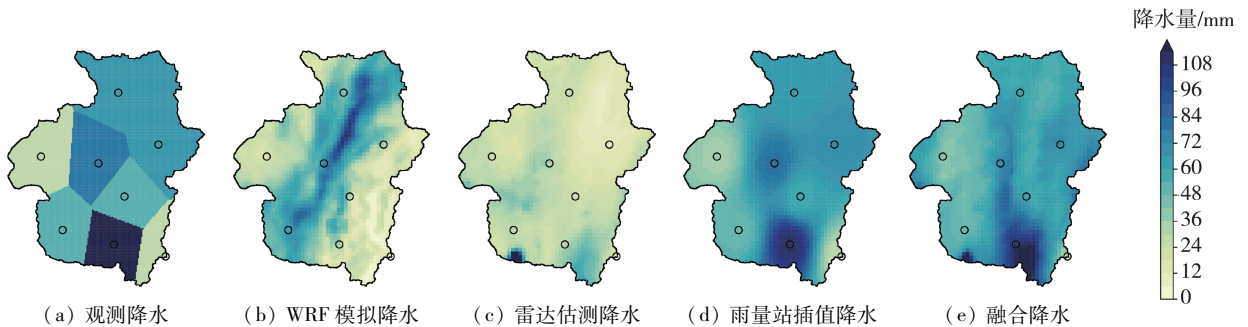 降水量/mm
108
96
84
72
60
48
36
24
12
0
(a) 观测降水
(b) WRF 模拟降水
(c) 雷达估测降水
(d) 雨量站插值降水
(e) 融合降水